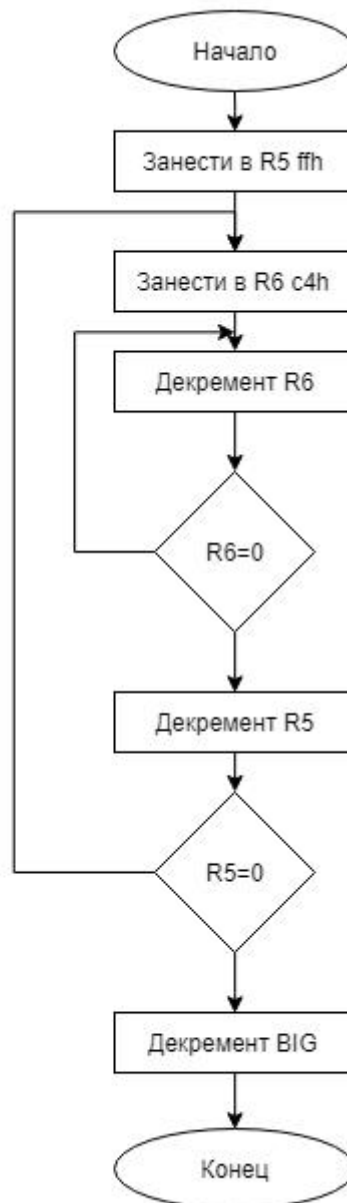 Начало
Занести в R5 ffh
Занести в R6 c4h
Декремент R6
R6=0
Декремент R5
R5=0
Декремент BIG
Конец